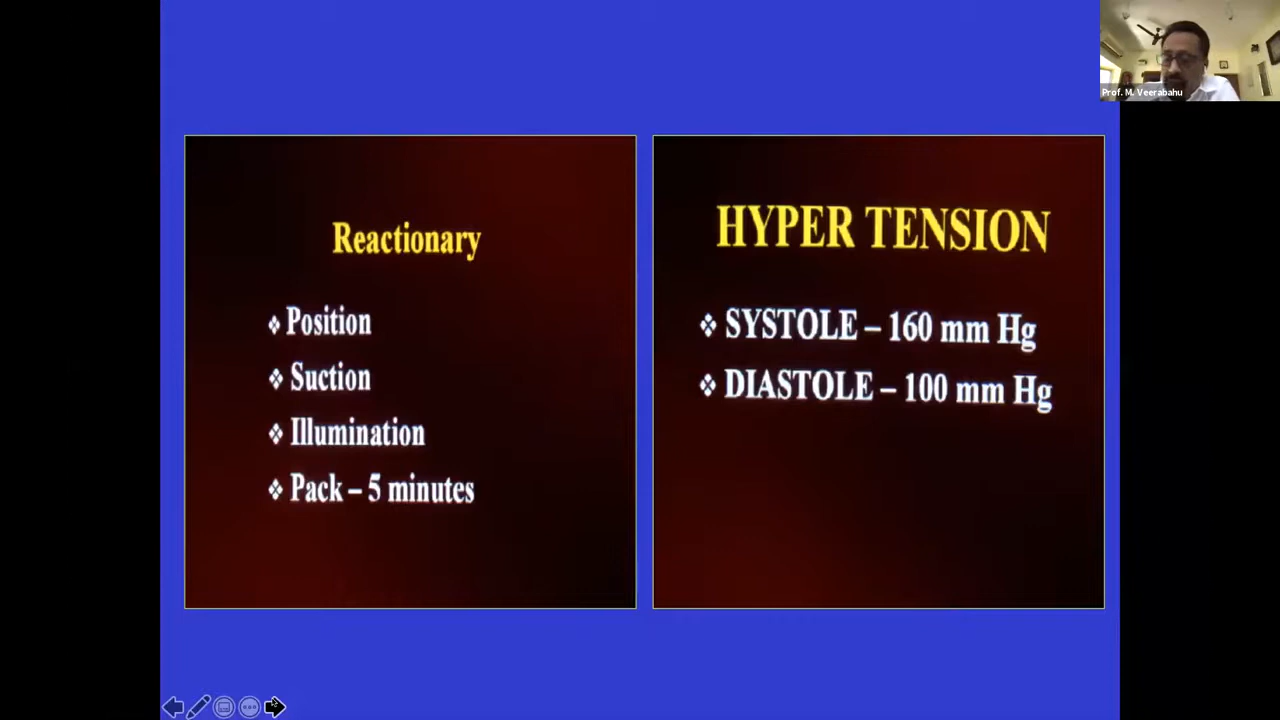 Prof. M. Veerabahu
Reactionary
❖ Position
❖ Suction
❖ Illumination
❖ Pack – 5 minutes
HYPER TENSION
❖ SYSTOLE – 160 mm Hg
❖ DIASTOLE – 100 mm Hg